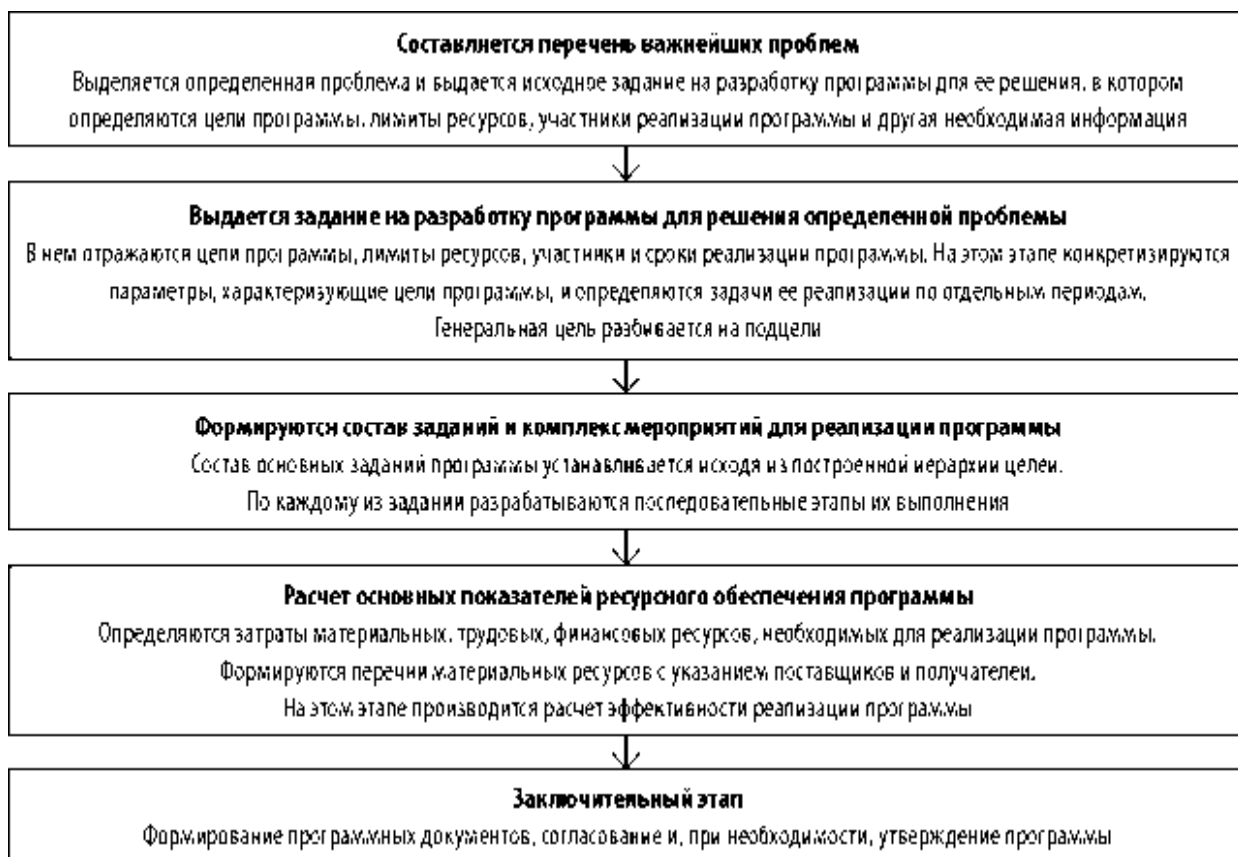 Составляется перечень важнейших проблем
Выделяется определенная проблема и выдается исходное задание на разработку программы для ее решения, в котором
определяются цели программы, лимиты ресурсов, участники реализации программы и другая необходимая информация
Выдается задание на разработку программы для решения определенной проблемы
В нем отражаются цели программы, лимиты ресурсов, участники и сроки реализации программы. На этом этапе конкретизируются
параметры, характеризующие цели программы, и определяются задачи ее реализации по отдельным периодам.
Генеральная цель разбивается на подцели
Формируются состав заданий и комплекс мероприятий для реализации программы
Состав основных заданий программы устанавливается исходя из построенной иерархии целей.
По каждому из заданий разрабатываются последовательные этапы их выполнения
Расчет основных показателей ресурсного обеспечения программы
Определяются затраты материальных, трудовых, финансовых ресурсов, необходимых для реализации программы.
Формируются перечни материальных ресурсов с указанием поставщиков и получателей.
На этом этапе производится расчет эффективности реализации программы
Заключительный этап
Формирование программных документов, согласование и, при необходимости, утверждение программы